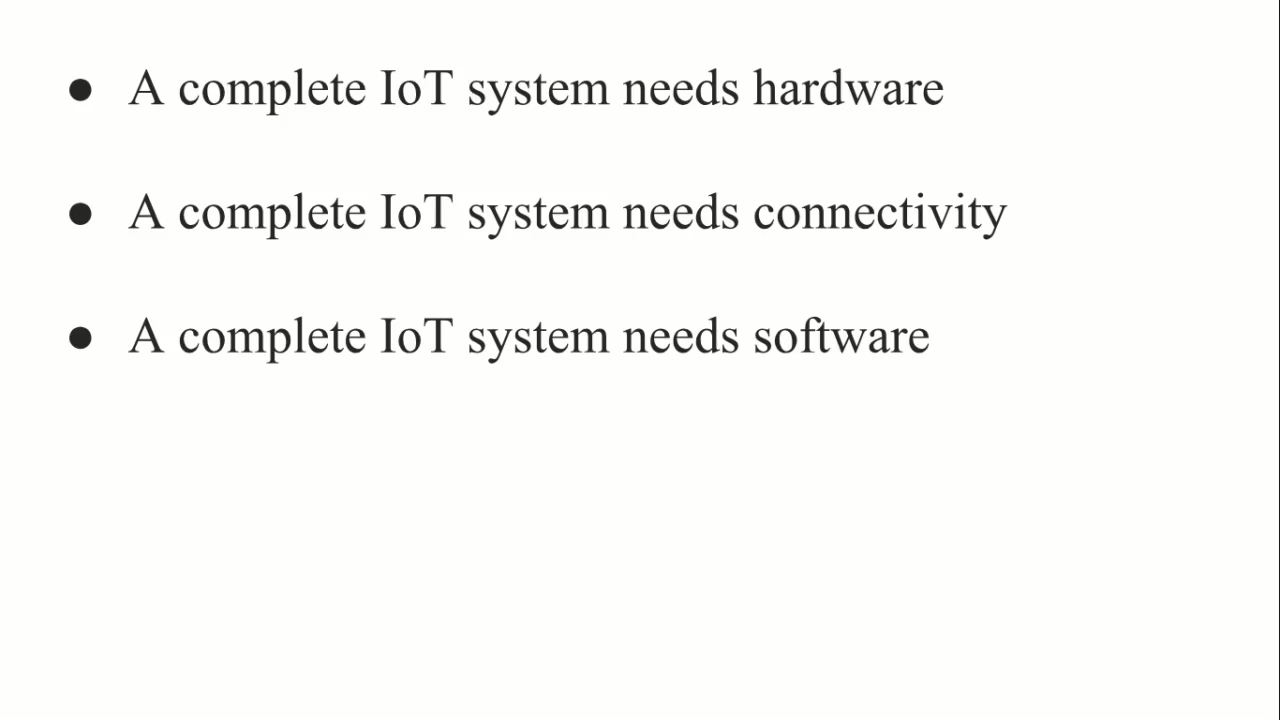 ● A complete IoT system needs hardware
● A complete IoT system needs connectivity
● A complete IoT system needs software